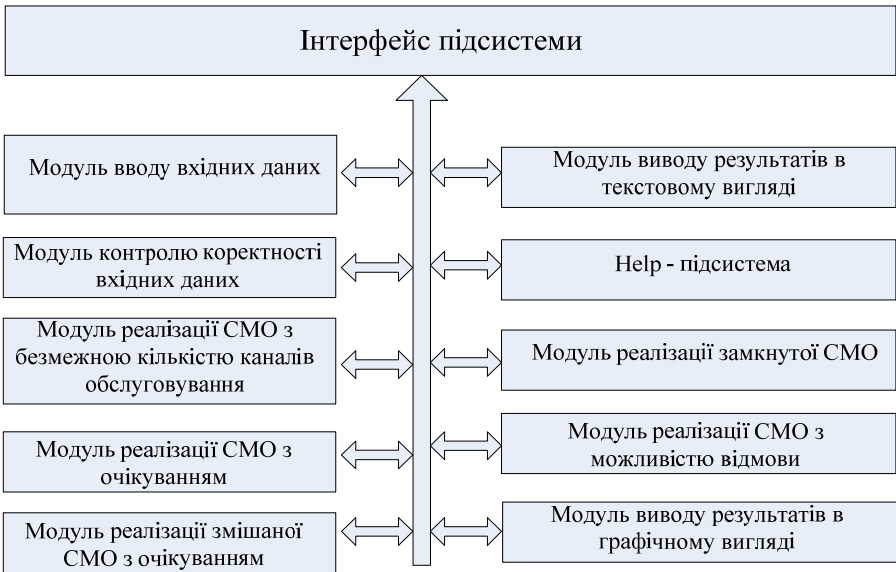 Інтерфейс підсистеми
Модуль вводу вхідних даних
Модуль виводу результатів в
текстовому вигляді
Модуль контролю коректності
вхідних даних
Help - підсистема
Модуль реалізації СМО з
безмежною кількістю каналів
обслуговування
Модуль реалізації замкнутої СМО
Модуль реалізації СМО з
очікуванням
Модуль реалізації СМО з
можливістю відмови
Модуль реалізації змішаної
СМО з очікуванням
Модуль виводу результатів в
графічному вигляді